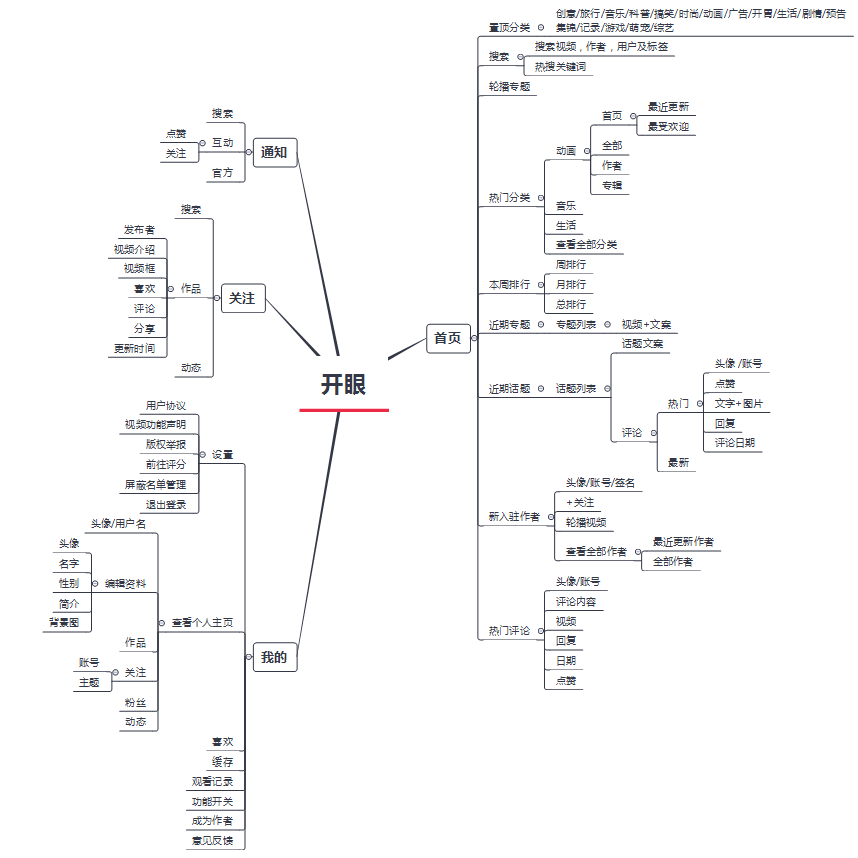 开眼
首页
置顶分类
创意/旅行/音乐/科普/搞笑/时尚/动画/广告/开胃/生活/剧情/预告
集锦/记录/游戏/萌宠/综艺
搜索
搜索视频，作者，用户及标签
热搜关键词
轮播专题
热门分类
动画
首页
最近更新
最受欢迎
全部
作者
专辑
音乐
生活
查看全部分类
本周排行
周排行
月排行
总排行
近期专题
专题列表
视频+文案
近期话题
话题列表
话题文案
评论
热门
头像 /账号
点赞
文字+图片
回复
评论日期
最新
新入驻作者
头像/账号/签名
+关注
轮播视频
查看全部作者
最近更新作者
全部作者
热门评论
头像/账号
评论内容
视频
回复
日期
点赞
通知
搜索
互动
点赞
关注
官方
关注
搜索
作品
发布者
视频介绍
视频框
喜欢
评论
分享
更新时间
动态
我的
设置
用户协议
视频功能声明
版权举报
前往评分
屏蔽名单管理
退出登录
查看个人主页
头像/用户名
编辑资料
头像
名字
性别
简介
背景图
作品
关注
账号
主题
粉丝
动态
喜欢
缓存
观看记录
功能开关
成为作者
意见反馈